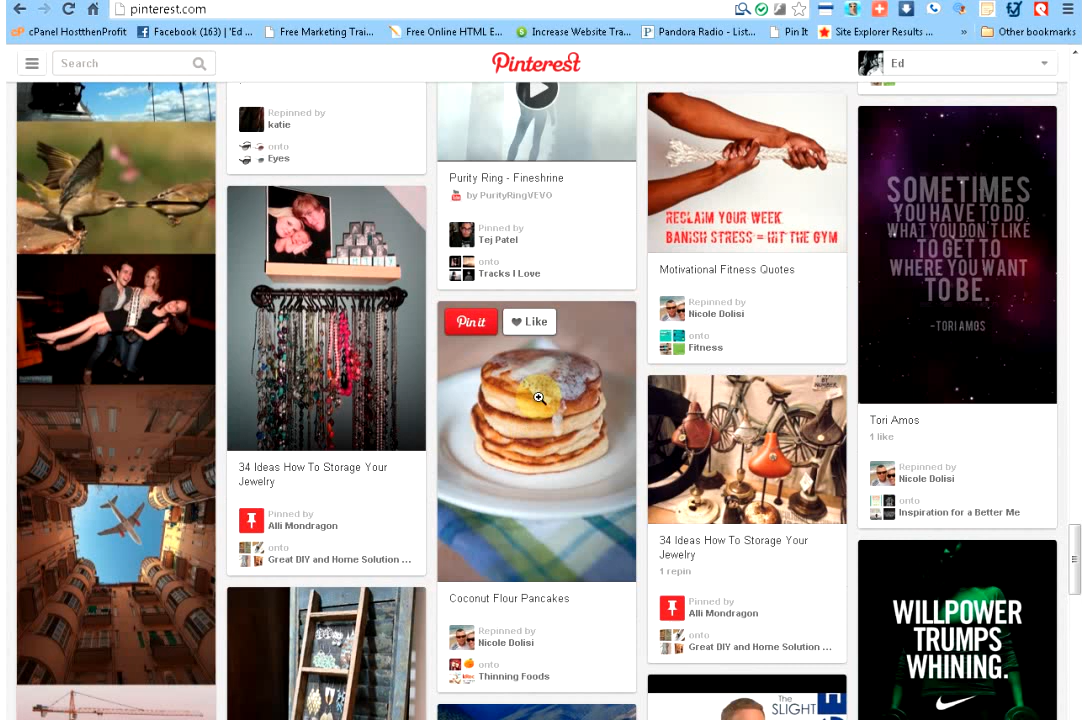 pinterest.com
cPanel HosttthenProfit
Facebook (163) | 'Ed ...
Free Marketing Trai...
Free Online HTML E...
Increase Website Tra...
Pandora Radio - List...
Pin It
Site Explorer Results ...
»
Other bookmarks
Search
Pinterest
Ed
Repinned by
katie
onto
Eyes
34 Ideas How To Storage Your
Jewelry
Pinned by
Alli Mondragon
onto
Great DIY and Home Solution ...
Purity Ring - Fineshrine
by PurityRingVEVO
Pinned by
Tej Patel
onto
Tracks I Love
Pin it
Like
Coconut Flour Pancakes
Repinned by
Nicole Dolisi
onto
Thinning Foods
RECLAIM YOUR WEEK
BANISH STRESS = HIT THE GYM
Motivational Fitness Quotes
Repinned by
Nicole Dolisi
onto
Fitness
34 Ideas How To Storage Your
Jewelry
1 repin
Pinned by
Alli Mondragon
onto
Great DIY and Home Solution ...
The
SLIGHT
SOMETIMES
YOU HAVE TO DO
WHAT YOU DON'T LIKE
TO GET TO
WHERE YOU WANT
TO BE.
-TORI AMOS
Tori Amos
1 like
Repinned by
Nicole Dolisi
onto
Inspiration for a Better Me
WILLPOWER
TRUMPS
WHINING.